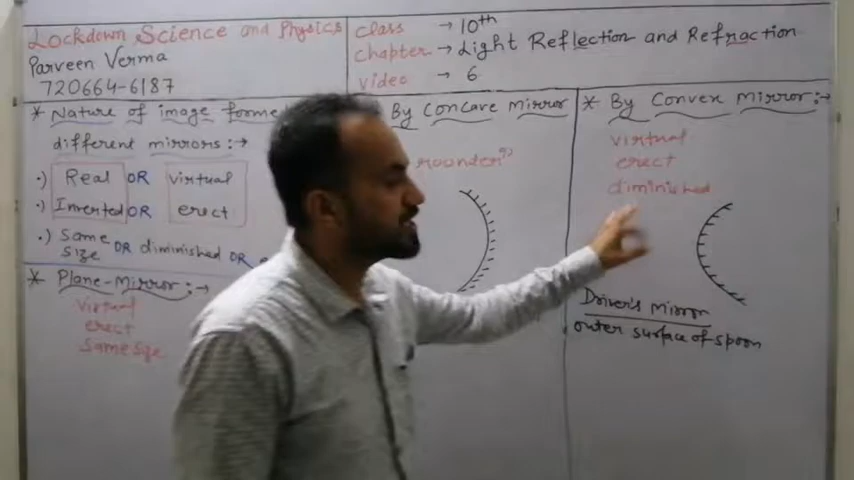 Lockdown Science and Physics
Parveen Verma
720664-6187
class → 10th
chapter → Light Reflection and Refraction
video → 6
* Nature of image
different mirrors :→
•) Real OR virtual
•) Inverted OR erect
•) Same size OR diminished OR
* Plane-Mirror :→
virtual
erect
Same size
By Concave mirror
* By Convex mirror :→
virtual
erect
diminished
Driver's mirror
outer surface of spoon